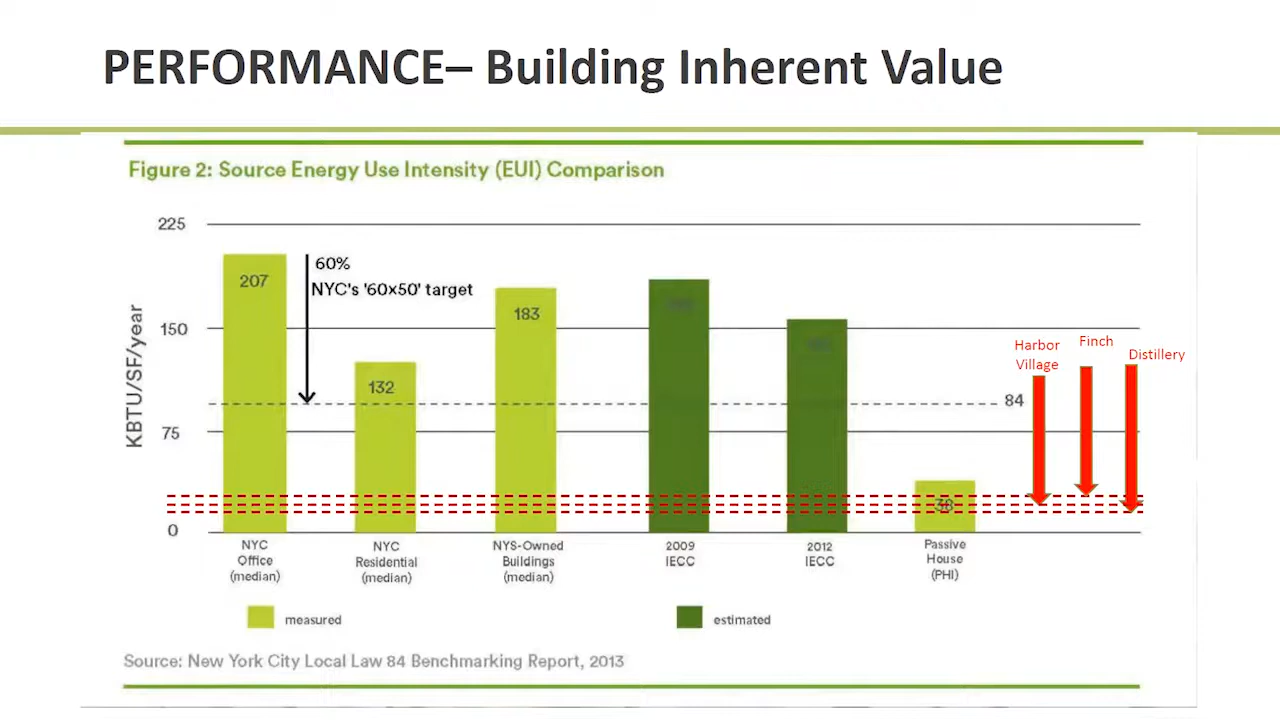 PERFORMANCE– Building Inherent Value
Figure 2: Source Energy Use Intensity (EUI) Comparison
KBTU/SF/year
225
150
75
0
207
60%
NYC's '60×50' target
132
183
38
84
Harbor
Village
Finch
Distillery
NYC
Office
(median)
NYC
Residential
(median)
NYS-Owned
Buildings
(median)
2009
IECC
2012
IECC
Passive
House
(PHI)
measured
estimated
Source: New York City Local Law 84 Benchmarking Report, 2013